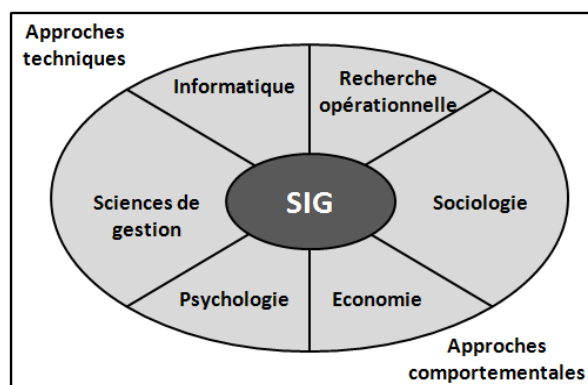 Approches
techniques
Informatique
Recherche
opérationnelle
Sciences de
gestion
SIG
Sociologie
Psychologie
Economie
Approches
comportementales